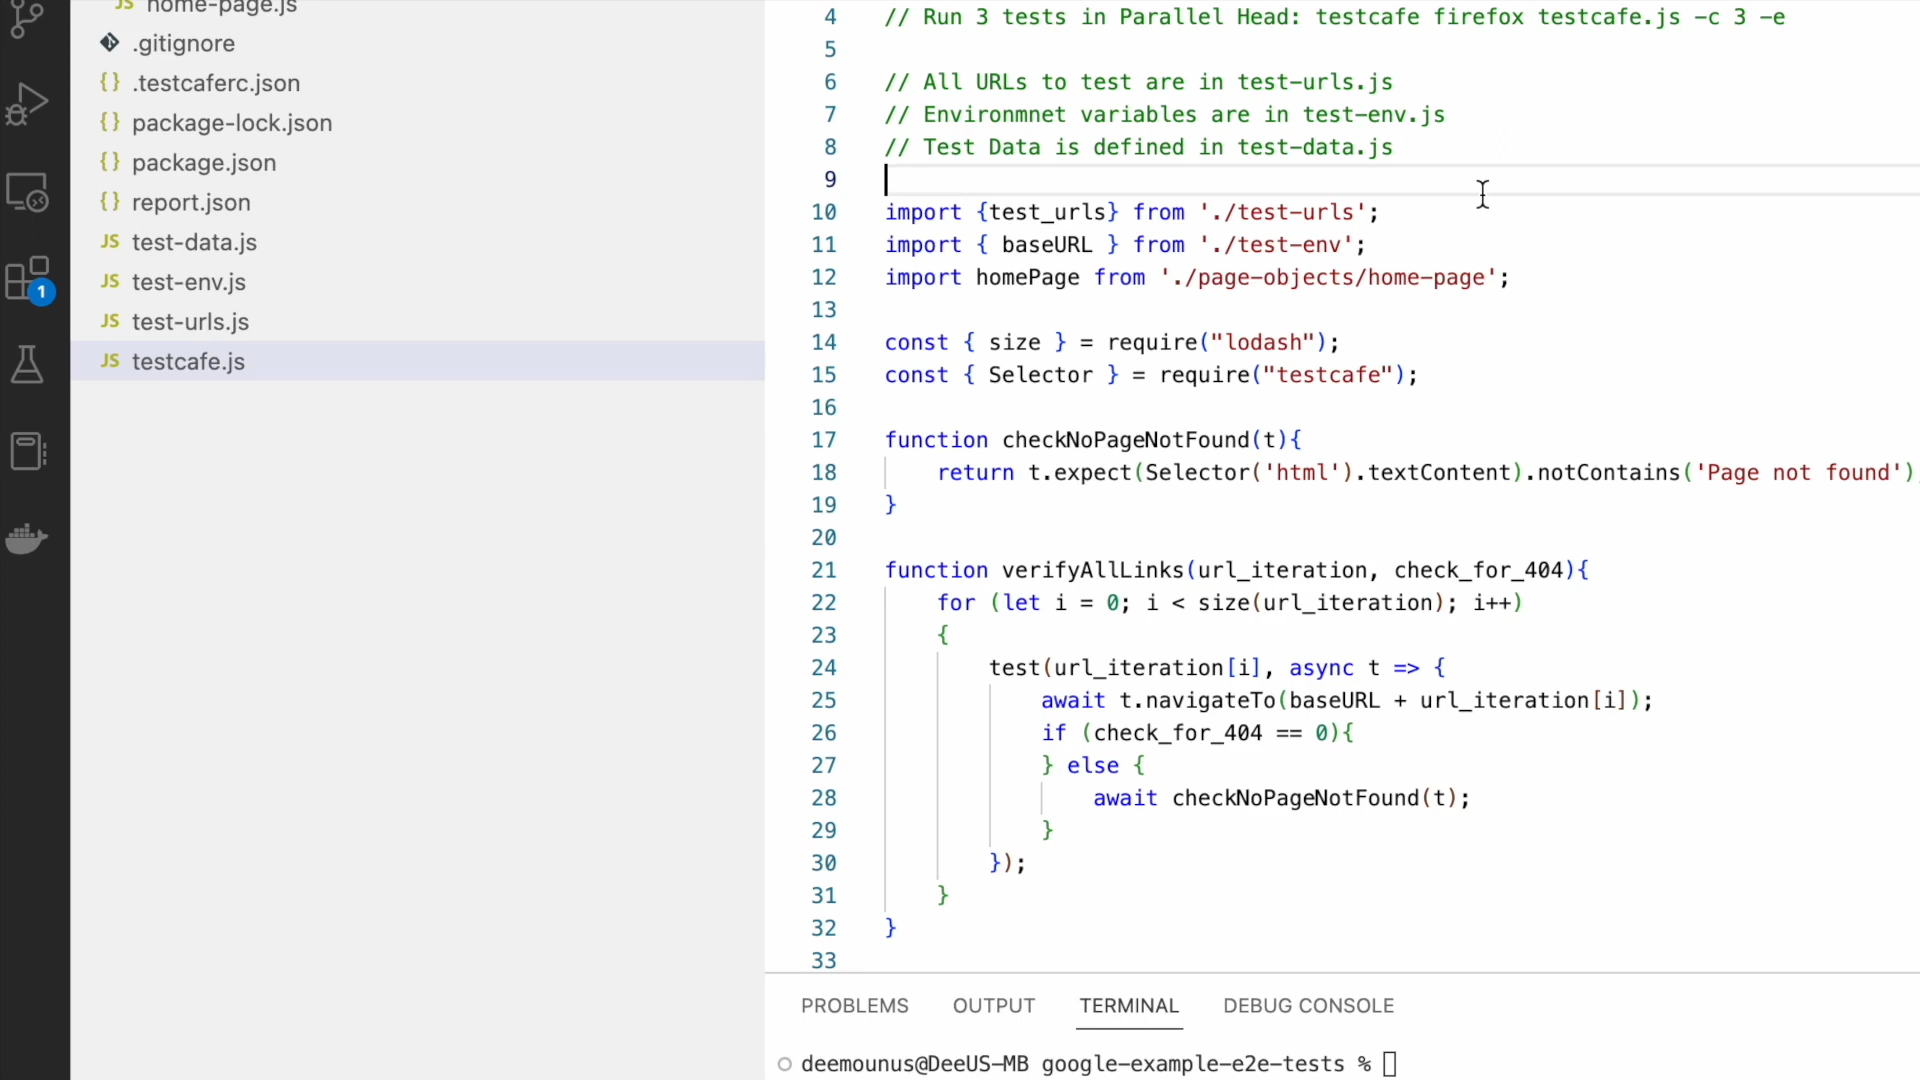 JS home-page.js
.gitignore
{} .testcaferc.json
{} package-lock.json
{} package.json
{} report.json
JS test-data.js
JS test-env.js
JS test-urls.js
JS testcafe.js
1
4 // Run 3 tests in Parallel Head: testcafe firefox testcafe.js -c 3 -e
5
6 // All URLs to test are in test-urls.js
7 // Environmnet variables are in test-env.js
8 // Test Data is defined in test-data.js
9
10 import {test_urls} from './test-urls';
11 import { baseURL } from './test-env';
12 import homePage from './page-objects/home-page';
13
14 const { size } = require("lodash");
15 const { Selector } = require("testcafe");
16
17 function checkNoPageNotFound(t){
18 return t.expect(Selector('html').textContent).notContains('Page not found')
19 }
20
21 function verifyAllLinks(url_iteration, check_for_404){
22 for (let i = 0; i < size(url_iteration); i++)
23 {
24 test(url_iteration[i], async t => {
25 await t.navigateTo(baseURL + url_iteration[i]);
26 if (check_for_404 == 0){
27 } else {
28 await checkNoPageNotFound(t);
29 }
30 });
31 }
32 }
33
PROBLEMS OUTPUT TERMINAL DEBUG CONSOLE
deemounus@DeeUS-MB google-example-e2e-tests %